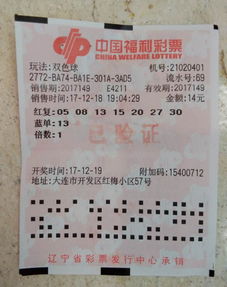 中国福利彩票
CHINA WELFARE LOTTERY
玩法:双色球 机号:21020401
2772-BA74-BA1E-301A-3AD5 流水号:69
销售期:2017149 E4211 有效期:2017149
销售时间:17-12-18 19:04:29 金额:14元
红复:05 08 13 15 20 27 30
蓝单:13
倍数:1
已验证
开奖时间:17-12-19 附加码:15400712
地址:大连市开发区红梅小区57号
辽宁省彩票发行中心承销